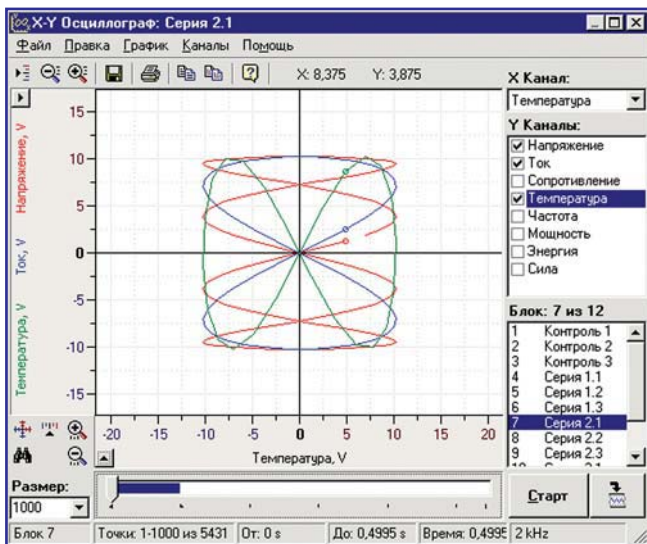 X-Y Осциллограф: Серия 2.1
Файл Правка График Каналы Помощь
X: 8,375 Y: 3,875
X Канал:
Температура
Y Каналы:
Напряжение
Ток
Сопротивление
Температура
Частота
Мощность
Энергия
Сила
Напряжение, V
Ток, V
Температура, V
15
10
5
0
-5
-10
-15
-20 -15 -10 -5 0 5 10 15 20
Температура, V
Блок: 7 из 12
1 Контроль 1
2 Контроль 2
3 Контроль 3
4 Серия 1.1
5 Серия 1.2
6 Серия 1.3
7 Серия 2.1
8 Серия 2.2
9 Серия 2.3
Размер:
1000
Старт
Блок 7 Точки: 1-1000 из 5431 От: 0 s До: 0,4995 s Время: 0,4995 2 kHz